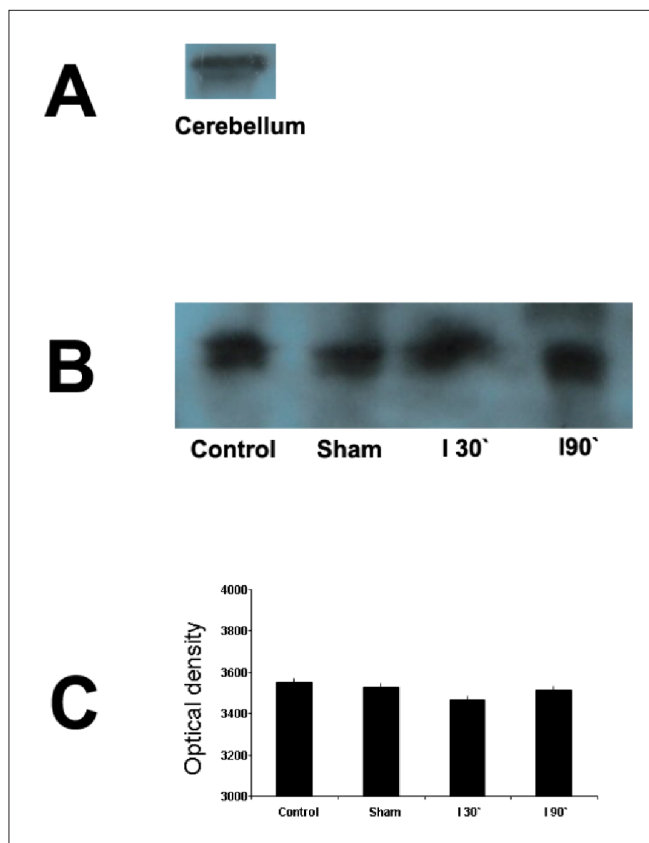 A
Cerebellum
B
Control Sham I 30` I90`
C
Optical density
4000
3800
3600
3400
3200
3000
Control Sham I 30` I 90`